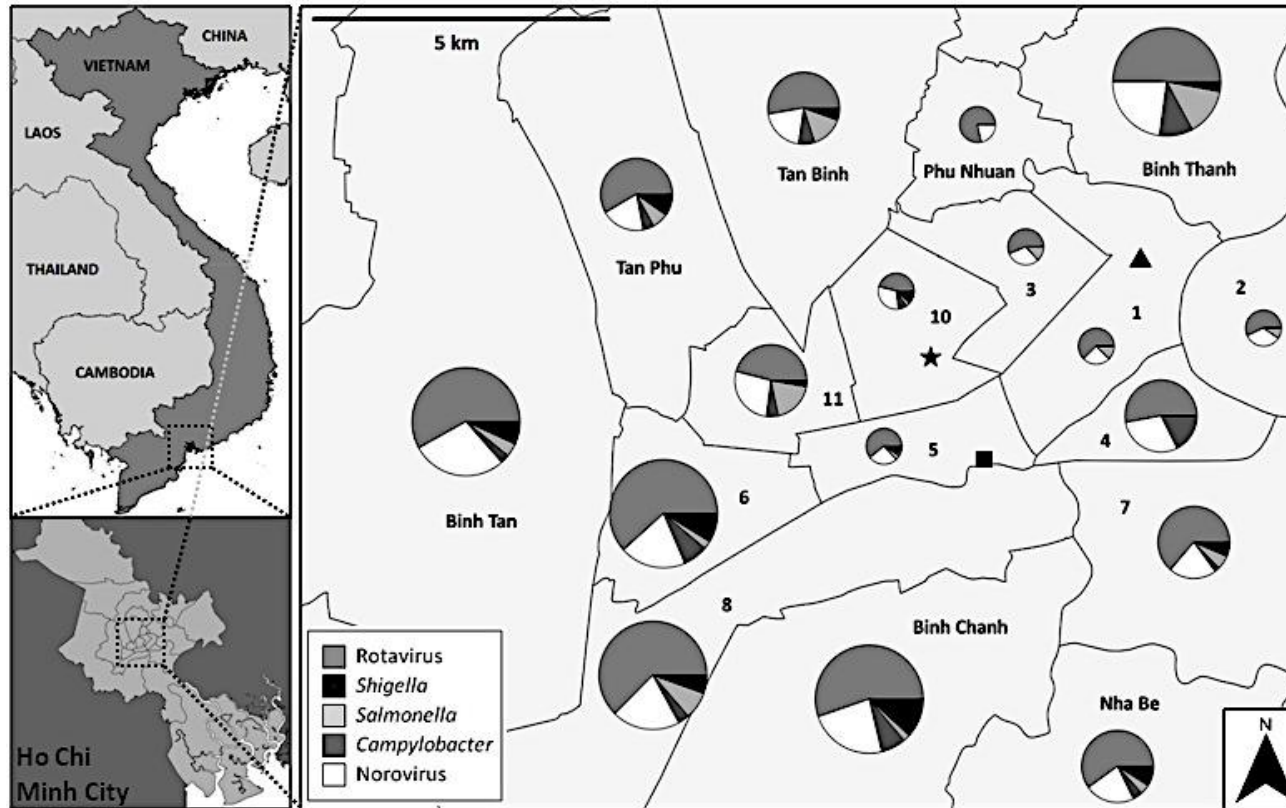 CHINA
VIETNAM
LAOS
THAILAND
CAMBODIA
Ho Chi
Minh City
5 km
Tan Binh
Phu Nhuan
Binh Thanh
Tan Phu
3
10
1
2
11
4
5
Binh Tan
6
7
8
Binh Chanh
Nha Be
Rotavirus
Shigella
Salmonella
Campylobacter
Norovirus
N